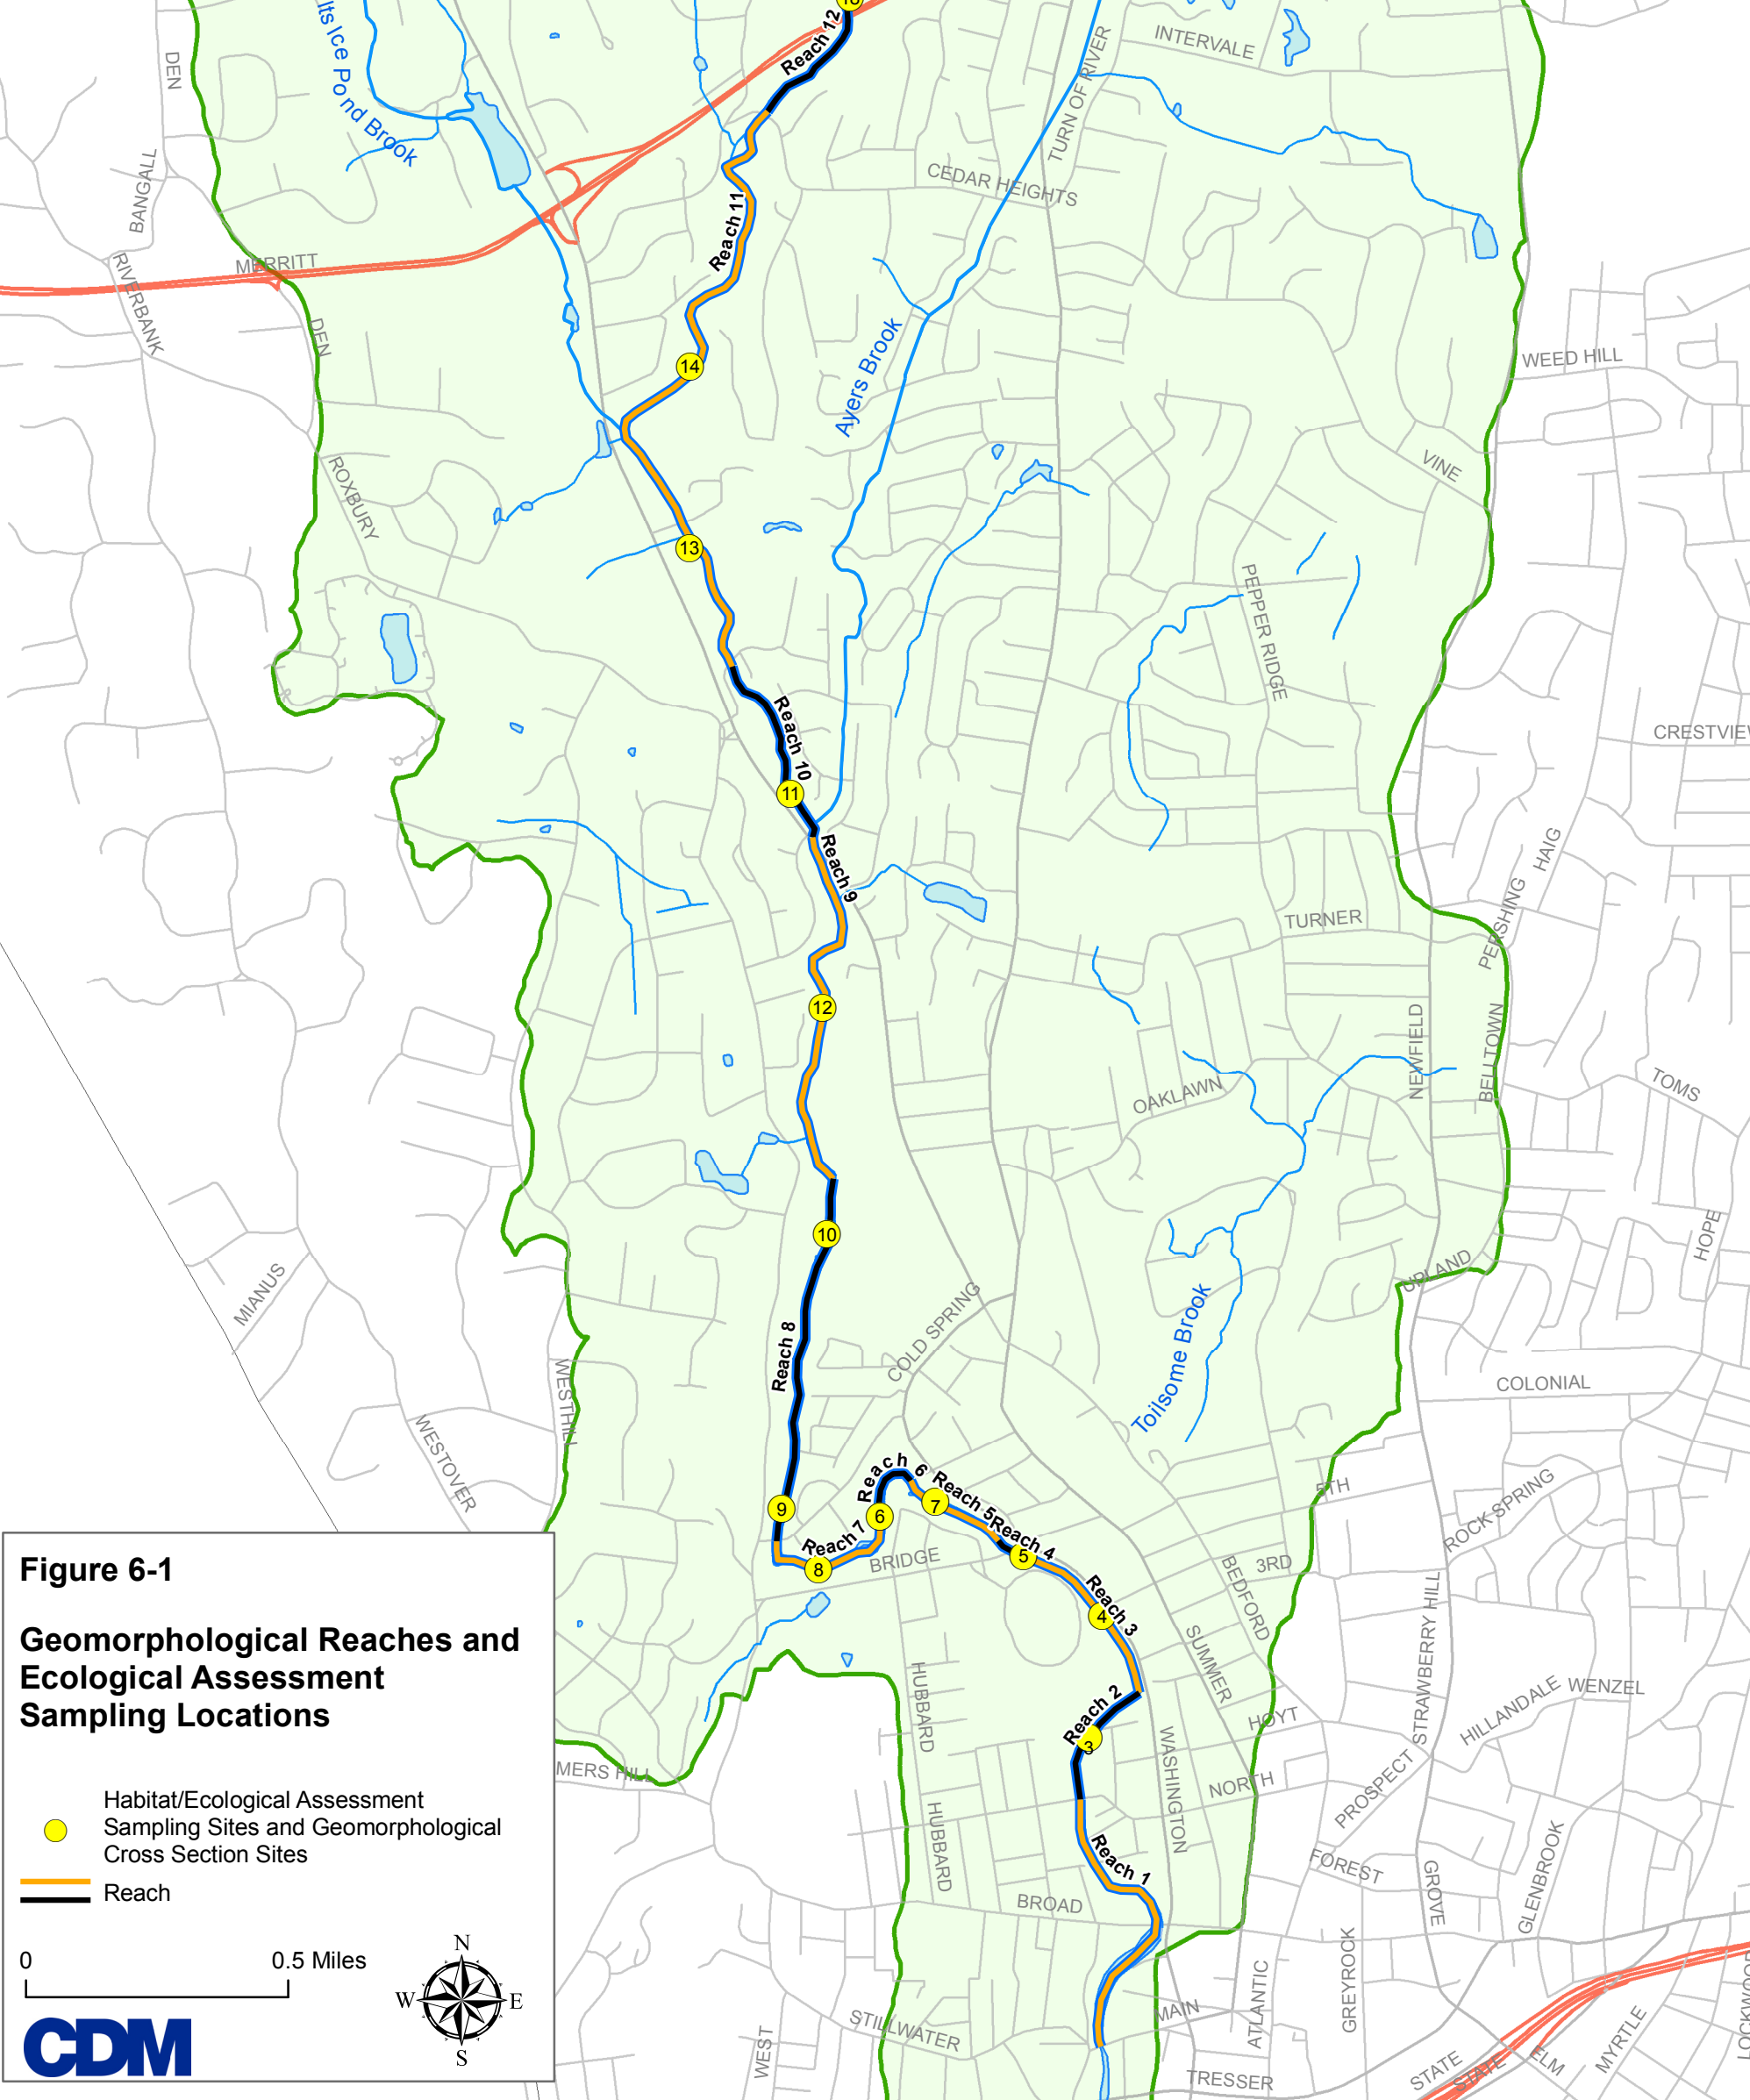 15
Reach 12
INTERVALE
lts Ice Pond Brook
DEN
TURN OF RIVER
BANGALL
CEDAR HEIGHTS
Reach 11
MERRITT
RIVERBANK
DEN
WEED HILL
14
Ayers Brook
VINE
ROXBURY
13
PEPPER RIDGE
Reach 10
CRESTVIEW
11
Reach 9
HAIG
PERSHING
TURNER
12
NEWFIELD
BELLTOWN
TOMS
OAKLAWN
10
HOPE
MIANUS
UPLAND
COLD SPRING
Toilsome Brook
Reach 8
WESTHILL
COLONIAL
WESTOVER
Reach 6
Reach 5
5TH
ROCK SPRING
9
7
6
Reach 7
Reach 4
BRIDGE
5
8
3RD
BEDFORD
Reach 3
4
STRAWBERRY HILL
SUMMER
HUBBARD
Reach 2
WENZEL
HILLANDALE
HOYT
3
WASHINGTON
MERS HILL
NORTH
PROSPECT
HUBBARD
Reach 1
FOREST
GROVE
GLENBROOK
BROAD
GREYROCK
ATLANTIC
LOCKWOOD
MAIN
STILLWATER
WEST
MYRTLE
ELM
STATE
STATE
TRESSER
Figure 6-1
Geomorphological Reaches and
Ecological Assessment
Sampling Locations
Habitat/Ecological Assessment
Sampling Sites and Geomorphological
Cross Section Sites
Reach
0 0.5 Miles
N
W E
S
CDM